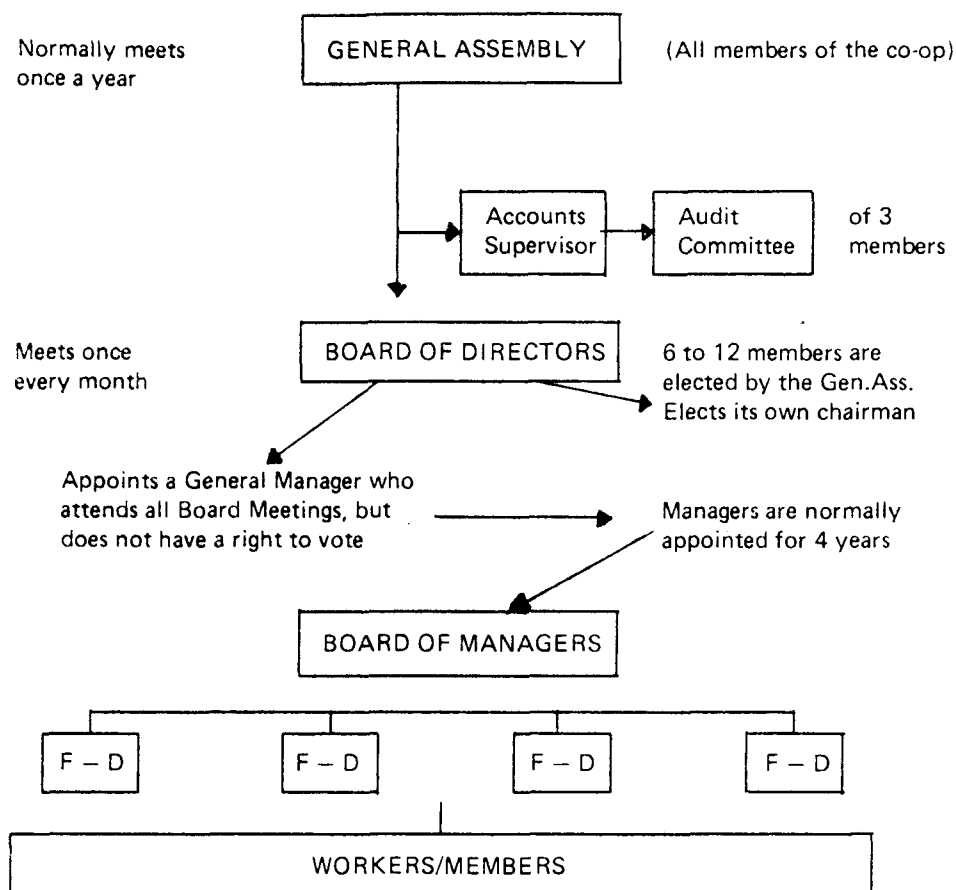 Normally meets
once a year
GENERAL ASSEMBLY
(All members of the co-op)
Accounts
Supervisor
Audit
Committee
of 3
members
Meets once
every month
BOARD OF DIRECTORS
6 to 12 members are
elected by the Gen.Ass.
Elects its own chairman
Appoints a General Manager who
attends all Board Meetings, but
does not have a right to vote
Managers are normally
appointed for 4 years
BOARD OF MANAGERS
F – D
F – D
F – D
F – D
WORKERS/MEMBERS